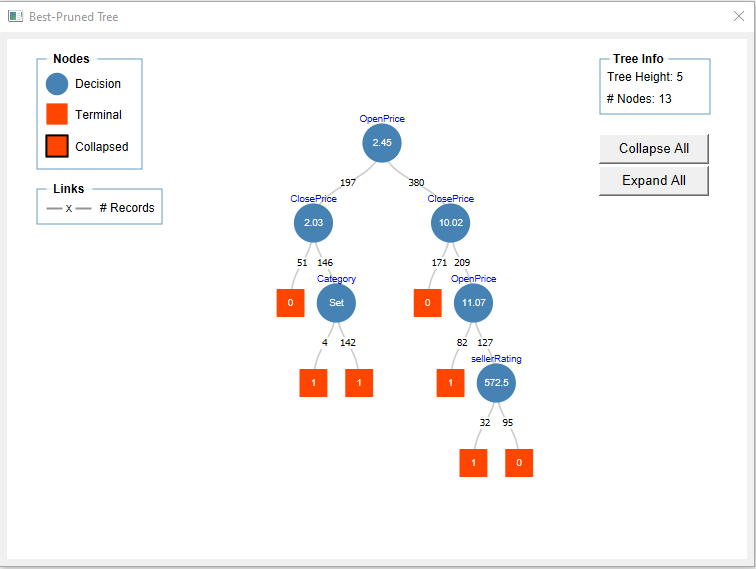 Best-Pruned Tree
Nodes
Decision
Terminal
Collapsed
Links
x # Records
Tree Info
Tree Height: 5
# Nodes: 13
Collapse All
Expand All
OpenPrice
2.45
197 380
ClosePrice ClosePrice
2.03 10.02
51 146 171 209
Category OpenPrice
0 Set 0 11.07
4 142 82 127
sellerRating
1 1 1 572.5
32 95
1 0